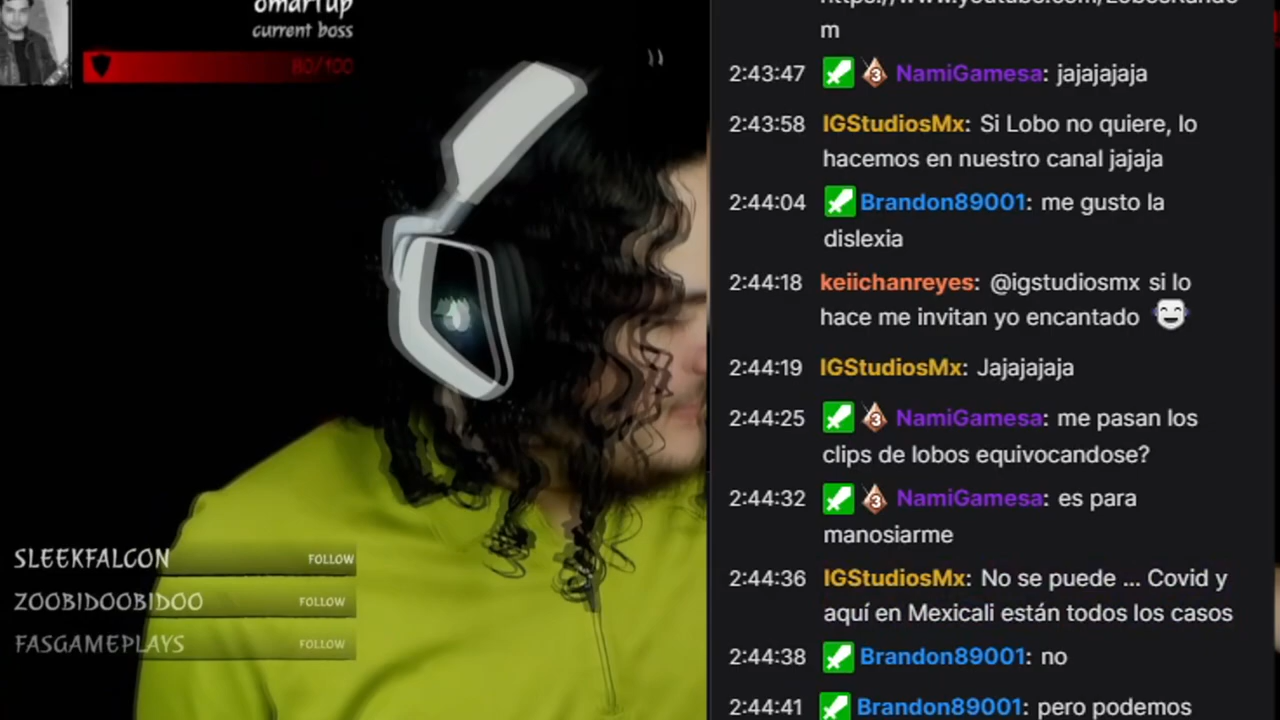 omartup
current boss
80/100
SLEEKFALCON FOLLOW
ZOOBIDOOBIDOO FOLLOW
FASGAMEPLAYS FOLLOW
m
2:43:47 NamiGamesa: jajajajaja
2:43:58 IGStudiosMx: Si Lobo no quiere, lo
hacemos en nuestro canal jajaja
2:44:04 Brandon89001: me gusto la
dislexia
2:44:18 keiichanreyes: @igstudiosmx si lo
hace me invitan yo encantado
2:44:19 IGStudiosMx: Jajajajaja
2:44:25 3 NamiGamesa: me pasan los
clips de lobos equivocandose?
2:44:32 3 NamiGamesa: es para
manosiarme
2:44:36 IGStudiosMx: No se puede ... Covid y
aquí en Mexicali están todos los casos
2:44:38 Brandon89001: no
2:44:41 Brandon89001: pero podemos